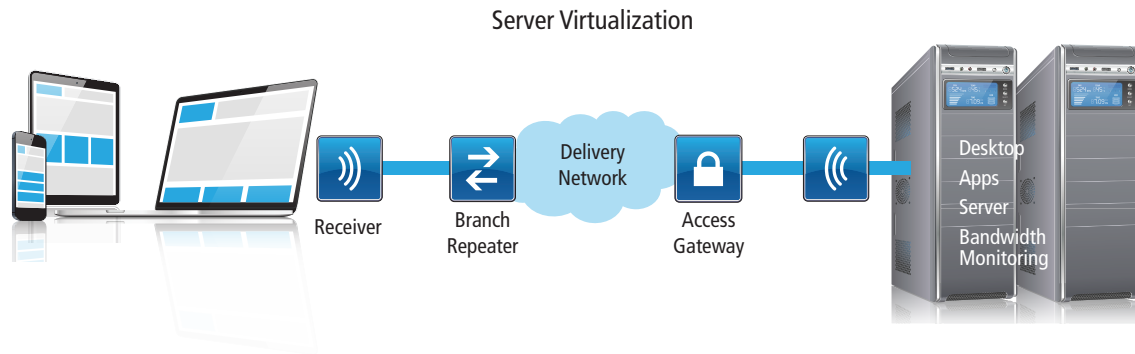 Server Virtualization
Receiver
Branch
Repeater
Delivery
Network
Access
Gateway
Desktop
Apps
Server
Bandwidth
Monitoring